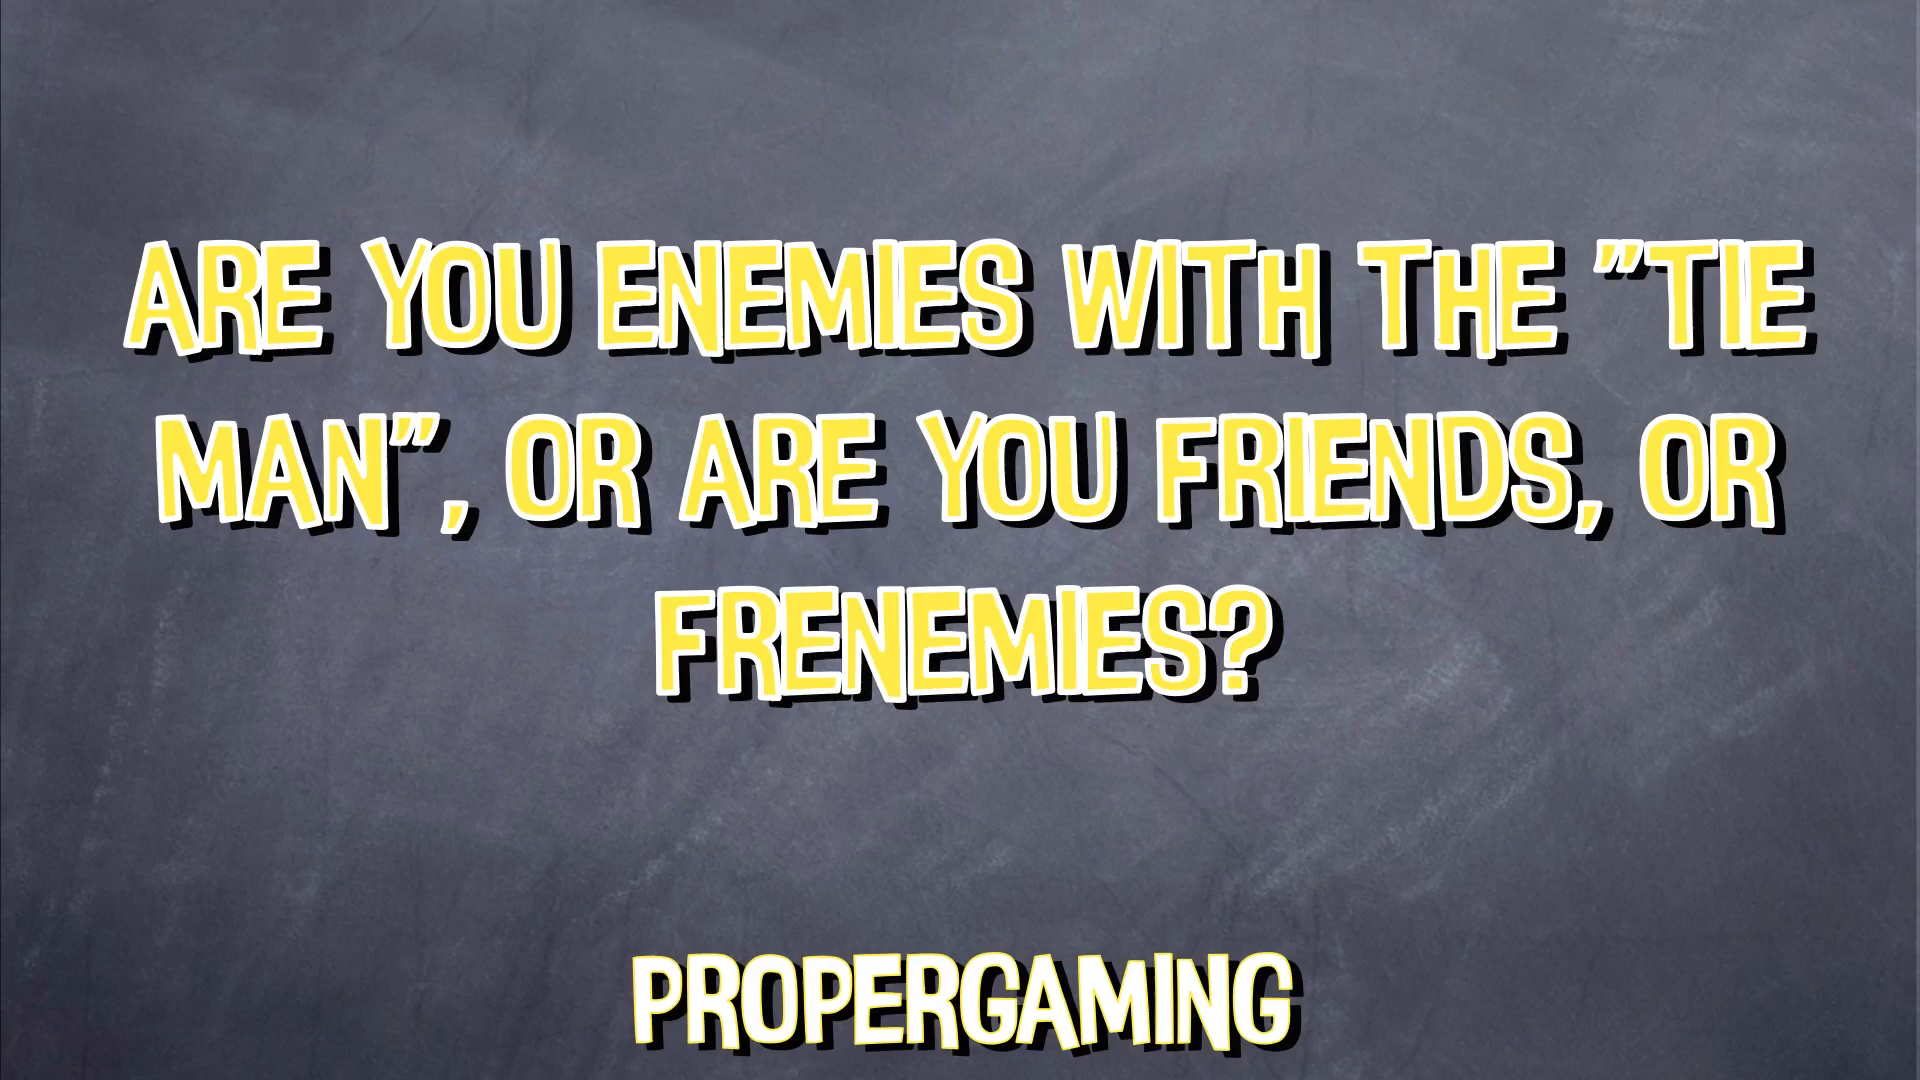 ARE YOU ENEMIES WITH THE "TIE
MAN", OR ARE YOU FRIENDS, OR
FRENEMIES?
PROPERGAMING